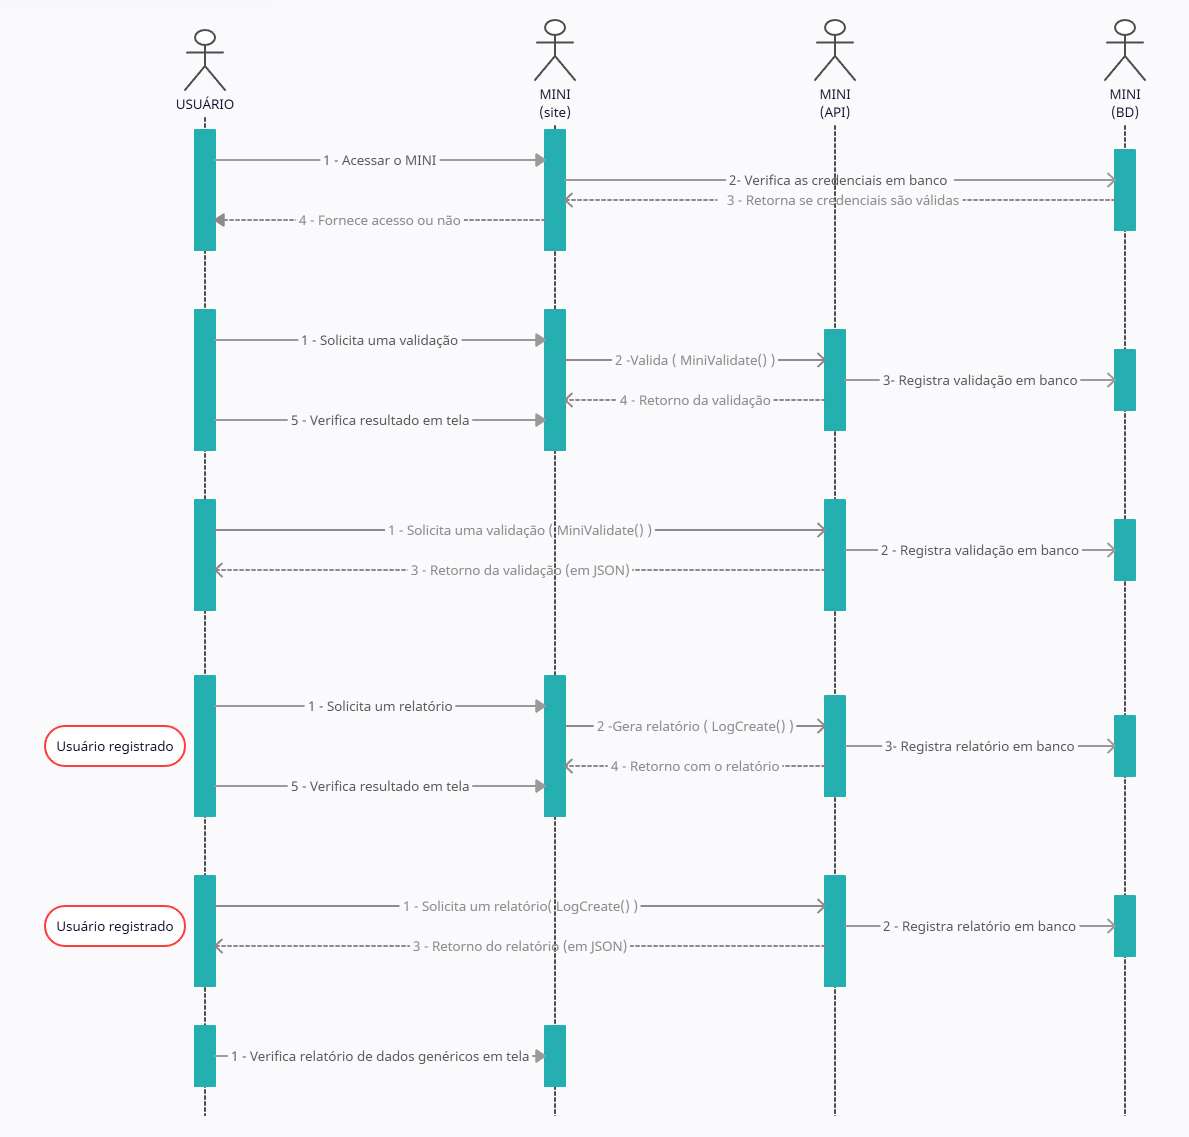 USUÁRIO
MINI
(site)
MINI
(API)
MINI
(BD)
1 - Acessar o MINI
2- Verifica as credenciais em banco
3 - Retorna se credenciais são válidas
4 - Fornece acesso ou não
1 - Solicita uma validação
2 -Valida ( MiniValidate() )
3- Registra validação em banco
4 - Retorno da validação
5 - Verifica resultado em tela
1 - Solicita uma validação ( MiniValidate() )
2 - Registra validação em banco
3 - Retorno da validação (em JSON)
1 - Solicita um relatório
2 -Gera relatório ( LogCreate() )
Usuário registrado
3- Registra relatório em banco
4 - Retorno com o relatório
5 - Verifica resultado em tela
1 - Solicita um relatório( LogCreate() )
Usuário registrado
2 - Registra relatório em banco
3 - Retorno do relatório (em JSON)
1 - Verifica relatório de dados genéricos em tela